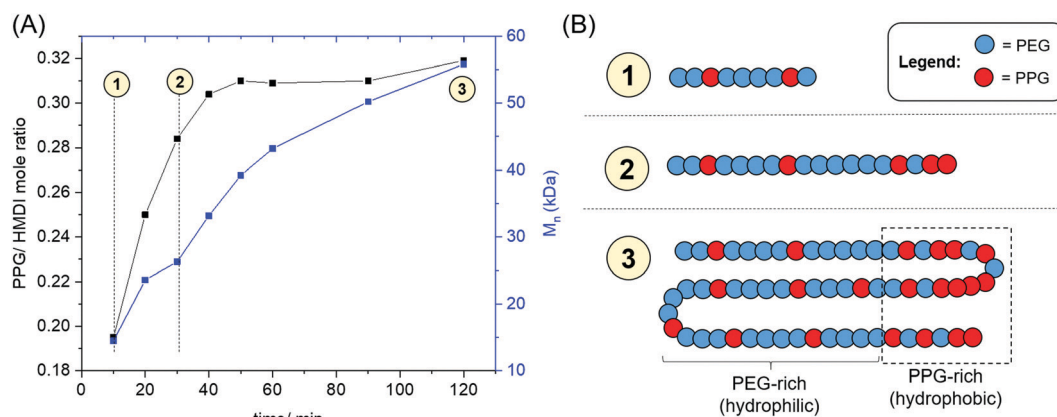 (A)
PPG/ HMDI mole ratio
0.32
0.30
0.28
0.26
0.24
0.22
0.20
0.18
1
2
3
60
50
40
30
20
10
Mn (kDa)
0 20 40 60 80 100 120
time/ min
(B)
Legend:
= PEG
= PPG
1
2
3
PEG-rich
(hydrophilic)
PPG-rich
(hydrophobic)